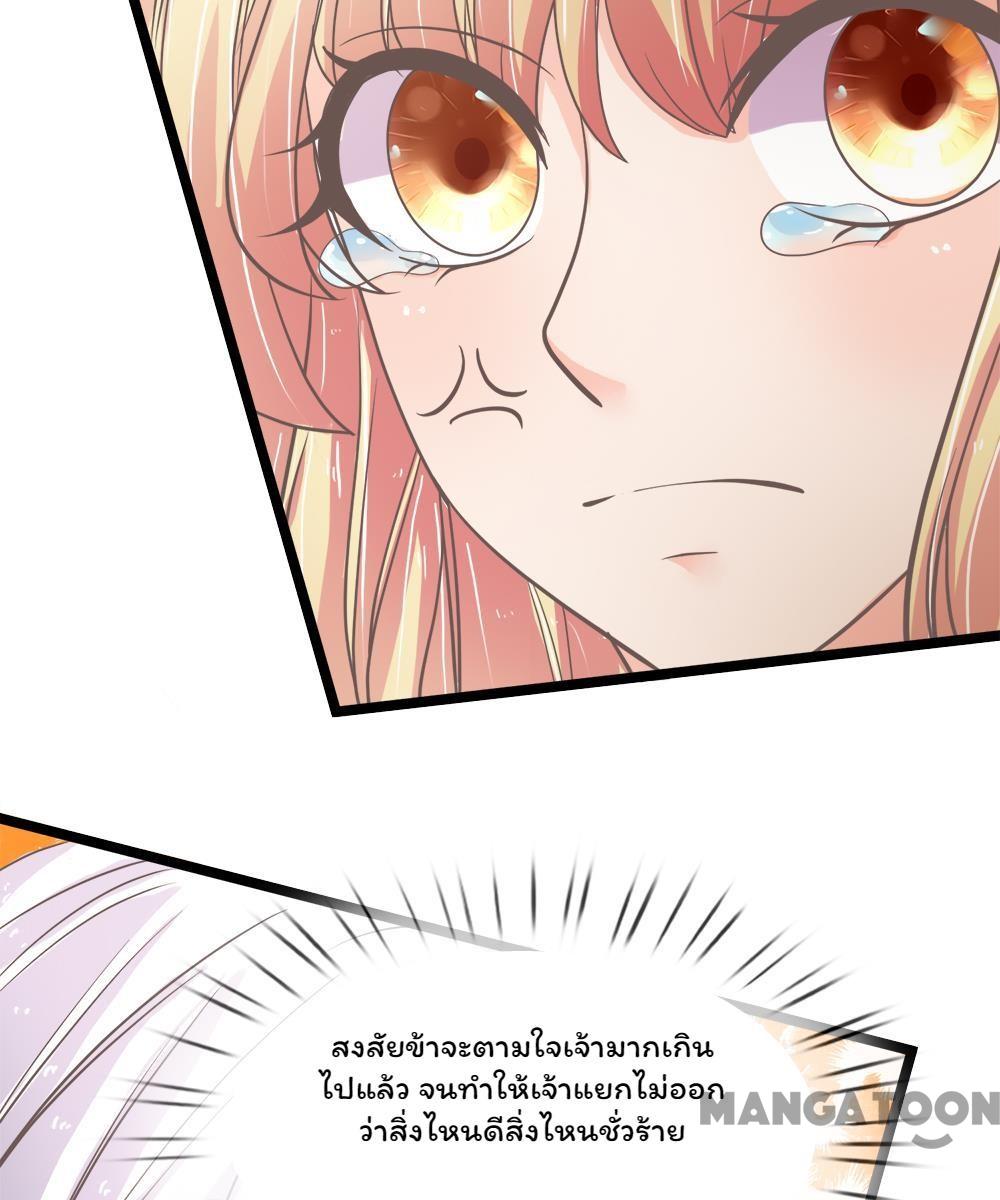 สงสัยข้าจะตามใจเจ้ามากเกิน
ไปแล้ว จนทำให้เจ้าแยกไม่ออก
ว่าสิ่งไหนดีสิ่งไหนชั่วร้าย
MANGATOON